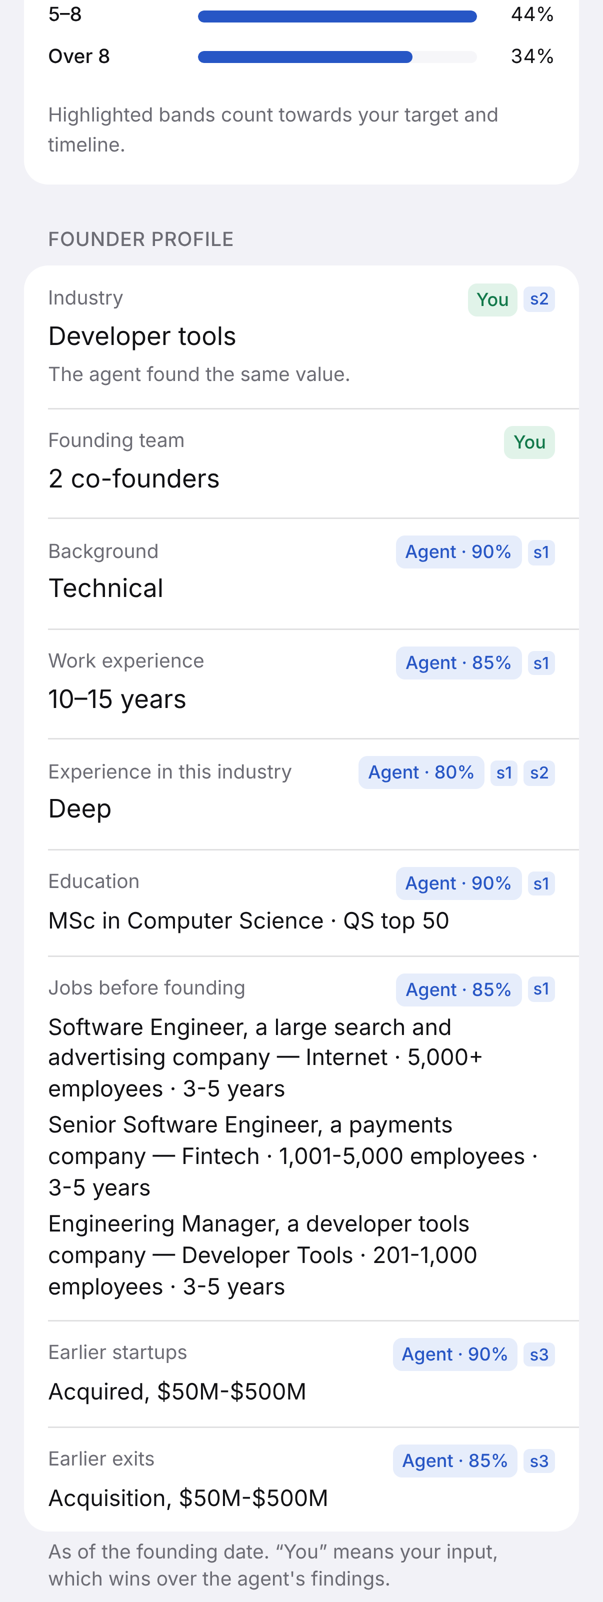 5–8 44%
Over 8 34%
Highlighted bands count towards your target and
timeline.
FOUNDER PROFILE
Industry You s2
Developer tools
The agent found the same value.
Founding team You
2 co-founders
Background Agent · 90% s1
Technical
Work experience Agent · 85% s1
10–15 years
Experience in this industry Agent · 80% s1 s2
Deep
Education Agent · 90% s1
MSc in Computer Science · QS top 50
Jobs before founding Agent · 85% s1
Software Engineer, a large search and
advertising company — Internet · 5,000+
employees · 3-5 years
Senior Software Engineer, a payments
company — Fintech · 1,001-5,000 employees ·
3-5 years
Engineering Manager, a developer tools
company — Developer Tools · 201-1,000
employees · 3-5 years
Earlier startups Agent · 90% s3
Acquired, $50M-$500M
Earlier exits Agent · 85% s3
Acquisition, $50M-$500M
As of the founding date. “You” means your input,
which wins over the agent's findings.